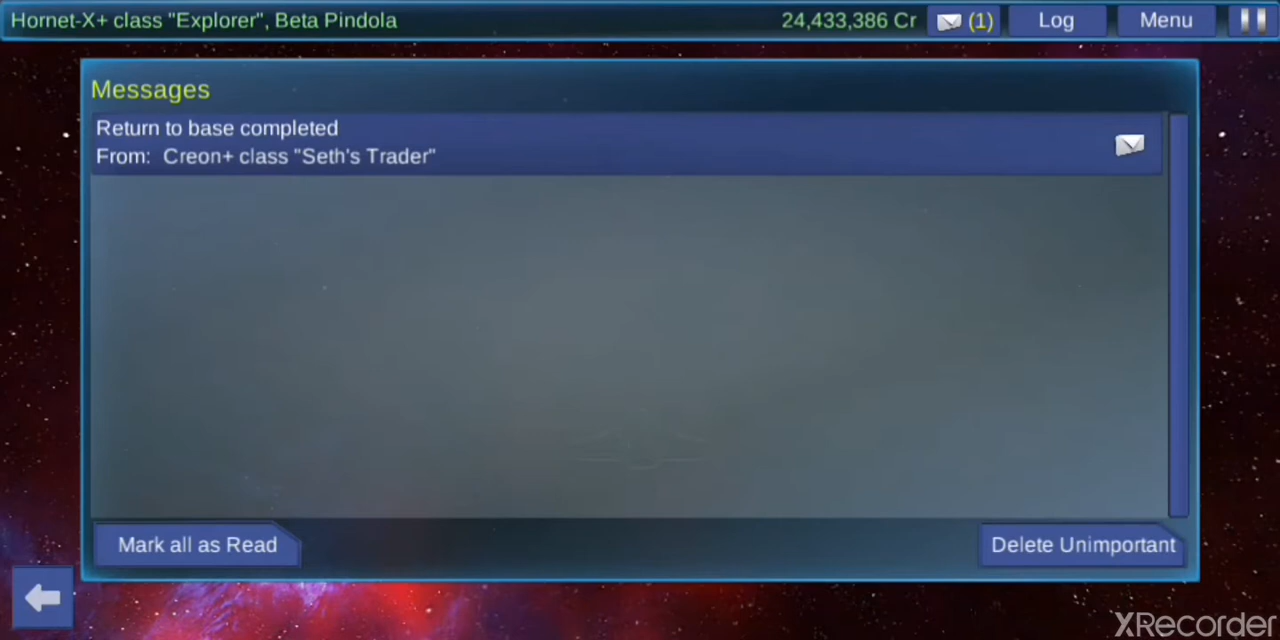 Hornet-X+ class "Explorer", Beta Pindola 24,433,386 Cr (1) Log Menu
Messages
Return to base completed
From: Creon+ class "Seth's Trader"
Mark all as Read Delete Unimportant
XRecorder